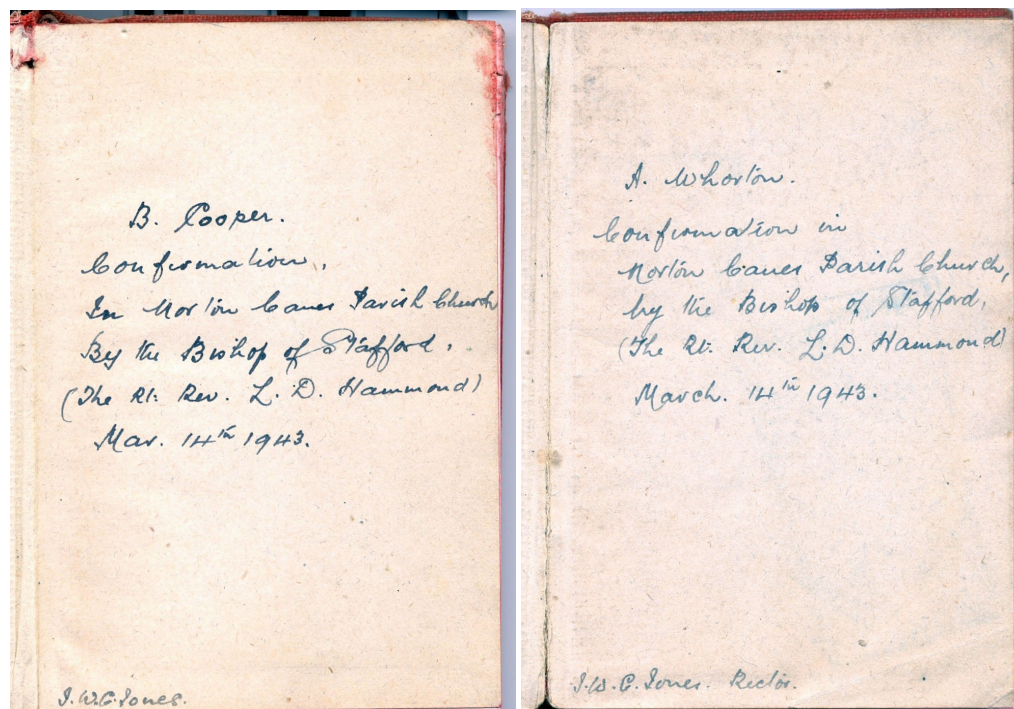 B. Cooper.
Confirmation,
In Norton Canes Parish Church
By the Bishop of Stafford.
(The Rt: Rev. L. D. Hammond)
Mar. 14th 1943.
J. W. G. Jones.
A. Whorton.
Confirmation in
Norton Canes Parish Church,
by the Bishop of Stafford.
(The Rt: Rev. L. D. Hammond)
March. 14th 1943.
J. W. G. Jones. Rector.